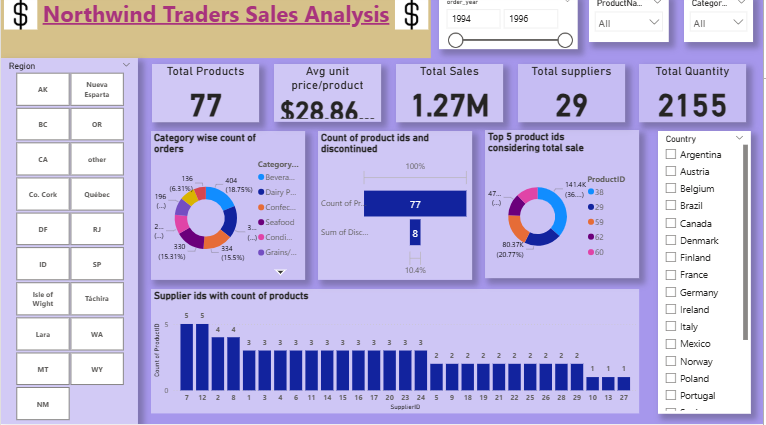 $ Northwind Traders Sales Analysis $
order_year
1994 1996
ProductNa...
All
Categor...
All
Region
AK Nueva Esparta
BC OR
CA other
Co. Cork Québec
DF RJ
ID SP
Isle of Wight Táchira
Lara WA
MT WY
NM
Total Products
77
Avg unit price/product
$28.86...
Total Sales
1.27M
Total suppliers
29
Total Quantity
2155
Category wise count of orders
136
(6.31%)
404
(18.75%)
196
(...)
2...
(...)
3...
(...)
330
(15.31%)
334
(15.5%)
Category...
Bevera...
Dairy P...
Confec...
Seafood
Condi...
Grains/...
Count of product ids and discontinued
100%
Count of Pr...
77
Sum of Disc...
8
10.4%
Top 5 product ids considering total sale
141.4K
(36....)
47...
(...)
80.37K
(20.77%)
ProductID
38
29
59
62
60
Country
Argentina
Austria
Belgium
Brazil
Canada
Denmark
Finland
France
Germany
Ireland
Italy
Mexico
Norway
Poland
Portugal
Supplier ids with count of products
Count of ProductID
5
0
5 5 4 4 3 3 3 3 3 3 3 3 3 3 3 3 2 2 2 2 2 2 2 2 2 1 1 1
7 12 2 8 1 3 4 6 11 14 15 16 17 20 23 24 5 9 18 19 21 22 25 26 28 29 10 13 27
SupplierID